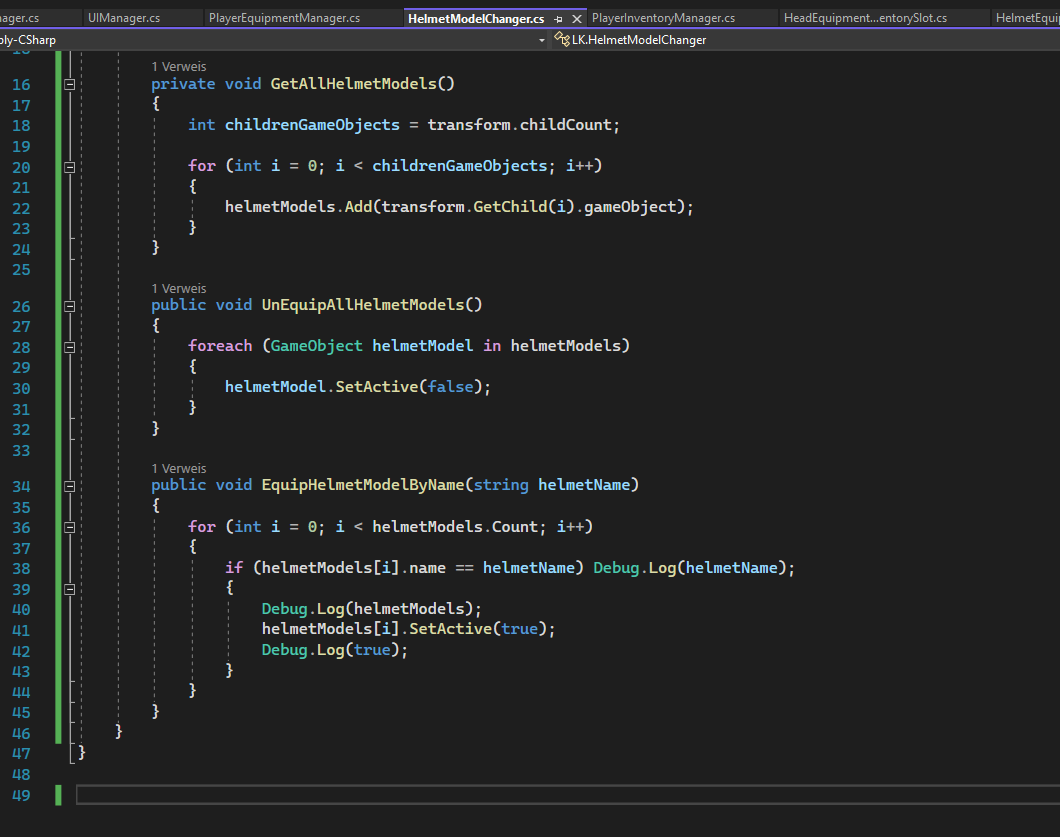 ager.cs UIManager.cs PlayerEquipmentManager.cs HelmetModelChanger.cs PlayerInventoryManager.cs HeadEquipment...entorySlot.cs HelmetEqui
bly-CSharp LK.HelmetModelChanger
1 Verweis
16 private void GetAllHelmetModels()
17 {
18 int childrenGameObjects = transform.childCount;
19
20 for (int i = 0; i < childrenGameObjects; i++)
21 {
22 helmetModels.Add(transform.GetChild(i).gameObject);
23 }
24 }
25
1 Verweis
26 public void UnEquipAllHelmetModels()
27 {
28 foreach (GameObject helmetModel in helmetModels)
29 {
30 helmetModel.SetActive(false);
31 }
32 }
33
1 Verweis
34 public void EquipHelmetModelByName(string helmetName)
35 {
36 for (int i = 0; i < helmetModels.Count; i++)
37 {
38 if (helmetModels[i].name == helmetName) Debug.Log(helmetName);
39 {
40 Debug.Log(helmetModels);
41 helmetModels[i].SetActive(true);
42 Debug.Log(true);
43 }
44 }
45 }
46 }
47 }
48
49